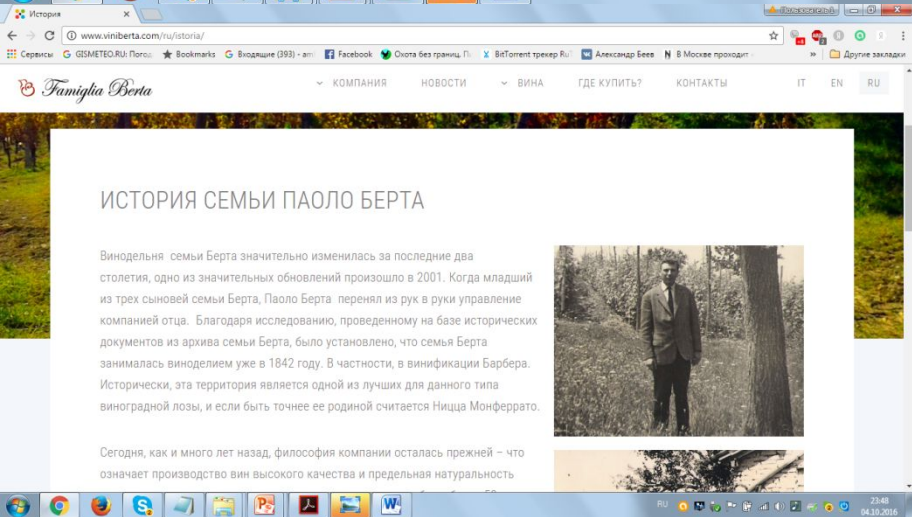 История
Пользователь 1
www.viniberta.com/ru/istoria/
Сервисы GISMETEO.RU: Погод Bookmarks Входящие (393) - am Facebook Охота без границ. П BitTorrent трекер Ru Александр Беев В Москве проходит » Другие закладки
Famiglia Berta
КОМПАНИЯ НОВОСТИ ВИНА ГДЕ КУПИТЬ? КОНТАКТЫ IT EN RU
ИСТОРИЯ СЕМЬИ ПАОЛО БЕРТА
Винодельня семьи Берта значительно изменилась за последние два
столетия, одно из значительных обновлений произошло в 2001. Когда младший
из трех сыновей семьи Берта, Паоло Берта перенял из рук в руки управление
компанией отца. Благодаря исследованию, проведенному на базе исторических
документов из архива семьи Берта, было установлено, что семья Берта
занималась виноделием уже в 1842 году. В частности, в винификации Барбера.
Исторически, эта территория является одной из лучших для данного типа
виноградной лозы, и если быть точнее ее родиной считается Ницца Монферрато.
Сегодня, как и много лет назад, философия компании осталась прежней – что
означает производство вин высокого качества и предельная натуральность
RU 23:48
04.10.2016